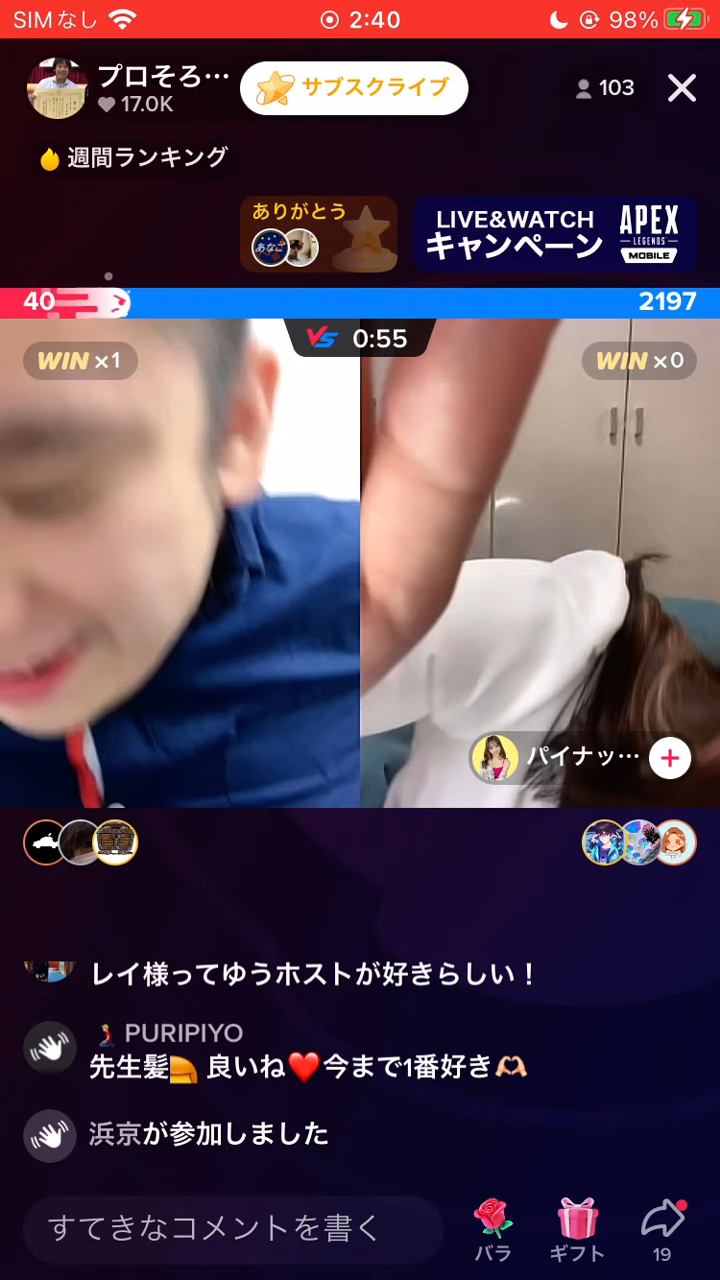 SIMなし
2:40
98%
プロそろ…
17.0K
サブスクライブ
103
週間ランキング
ありがとう
あなご
LIVE&WATCH
キャンペーン
APEX
LEGENDS
MOBILE
40
2197
VS 0:55
WIN ×1
WIN ×0
パイナッ…
レイ様ってゆうホストが好きらしい！
PURIPIYO
先生髪 良いね❤️今まで1番好き🫶🏻
浜京が参加しました
すてきなコメントを書く
バラ
ギフト
19